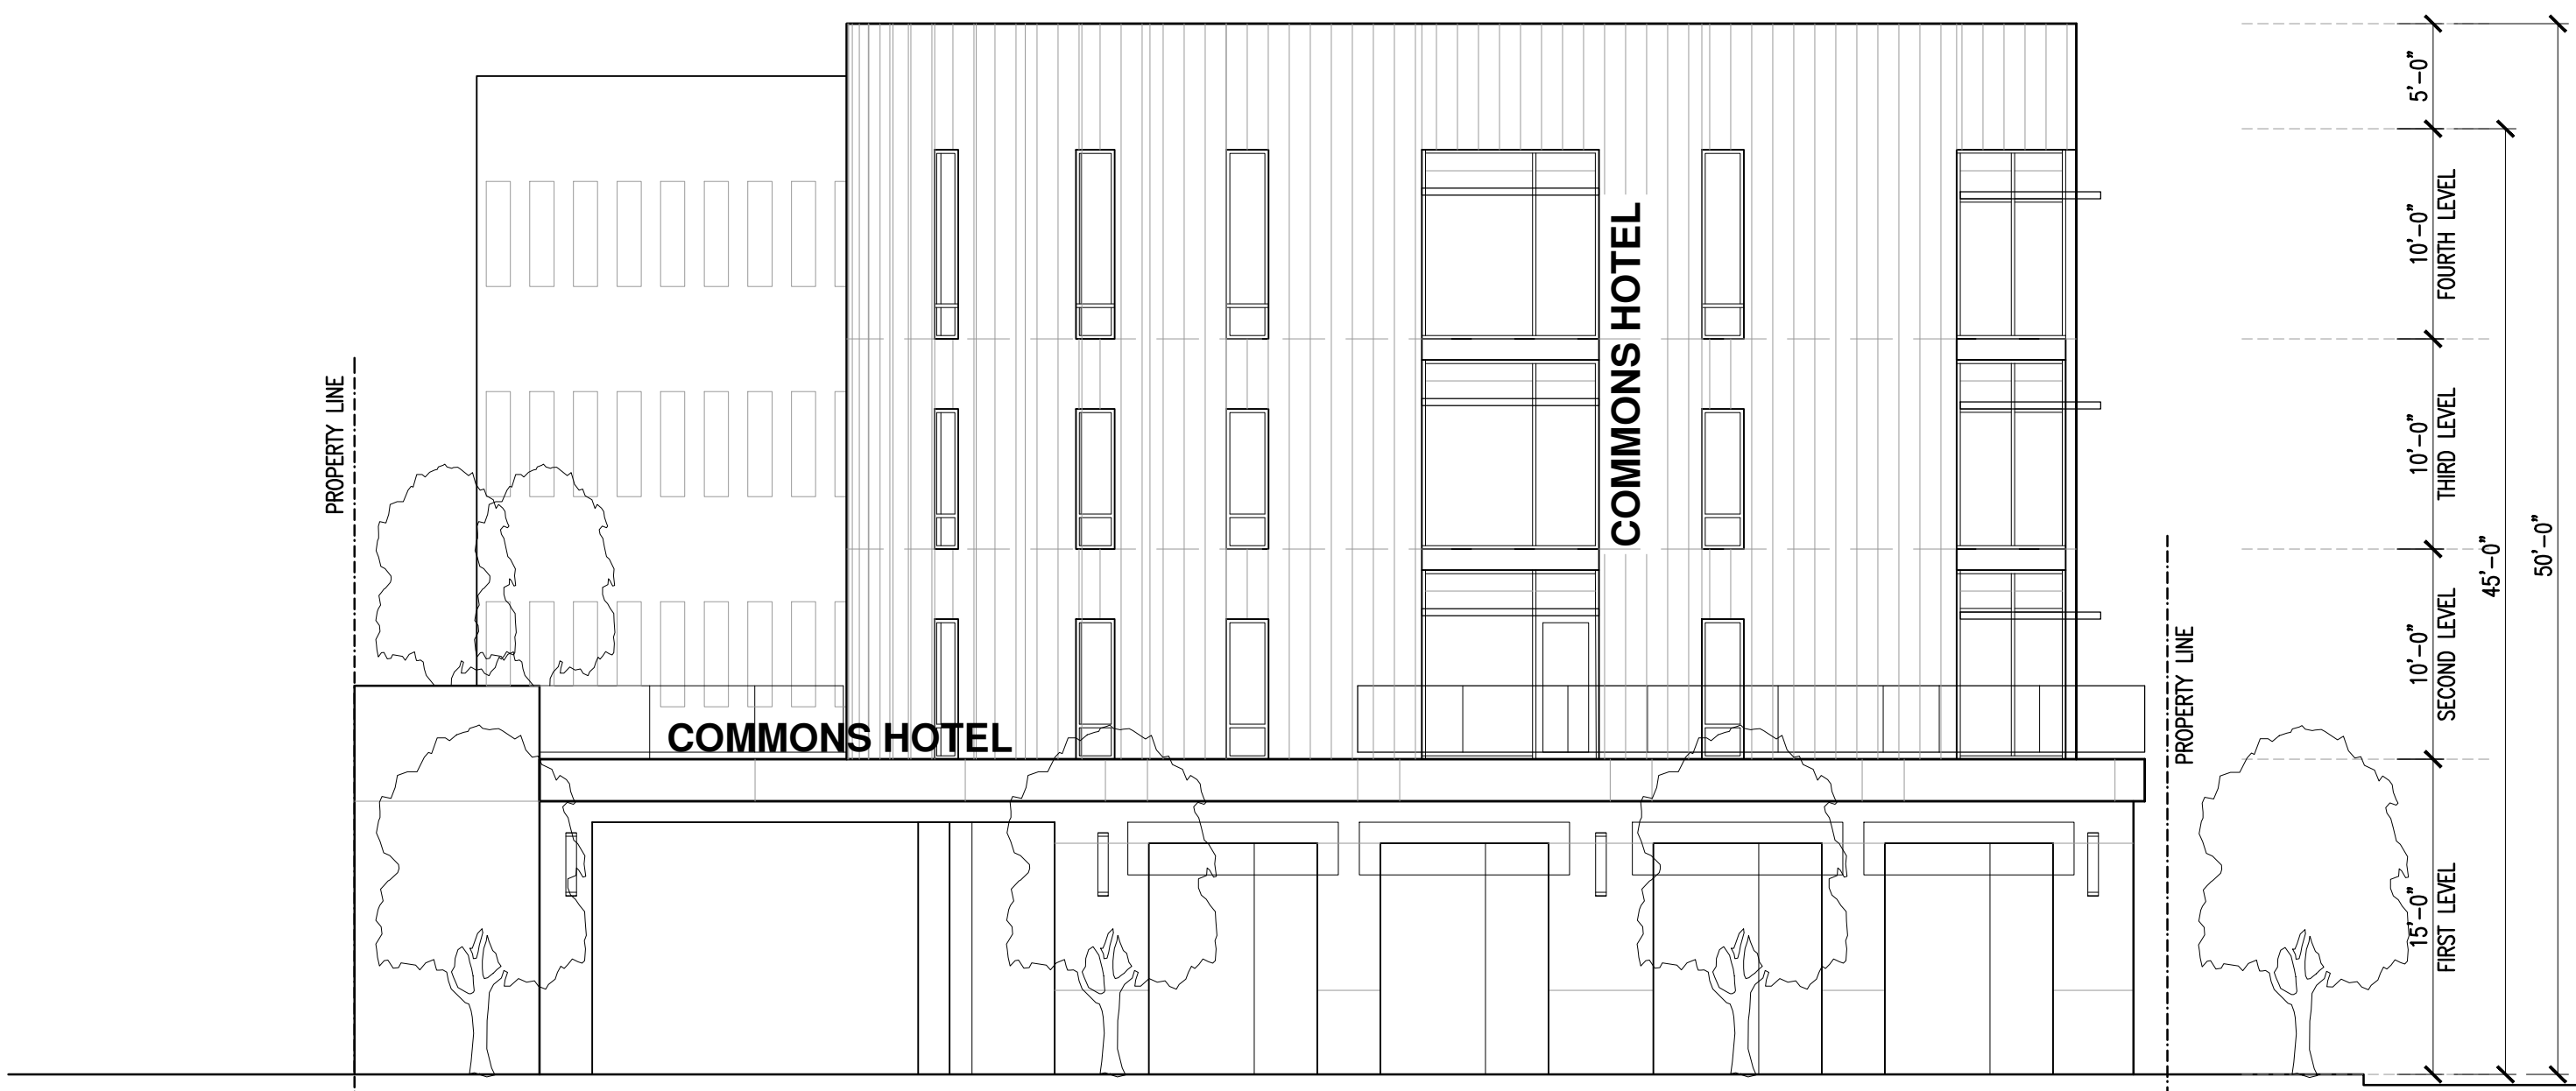 PROPERTY LINE
COMMONS HOTEL
COMMONS HOTEL
PROPERTY LINE
5'-0"
10'-0"
FOURTH LEVEL
10'-0"
THIRD LEVEL
10'-0"
SECOND LEVEL
15'-0"
FIRST LEVEL
45'-0"
50'-0"